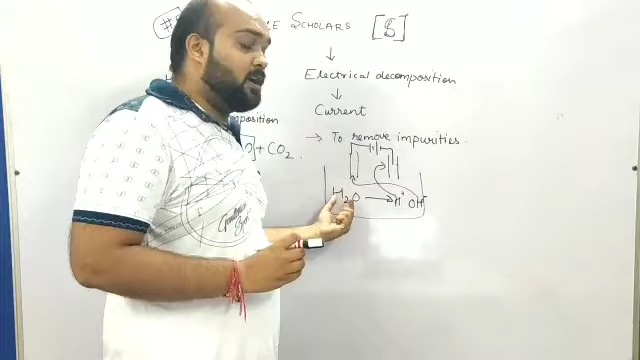 SCHOLARS [$]
Electrical decomposition
Current
→ To remove impurities.
+ CO₂.
H₂O → H⁺ OH⁻